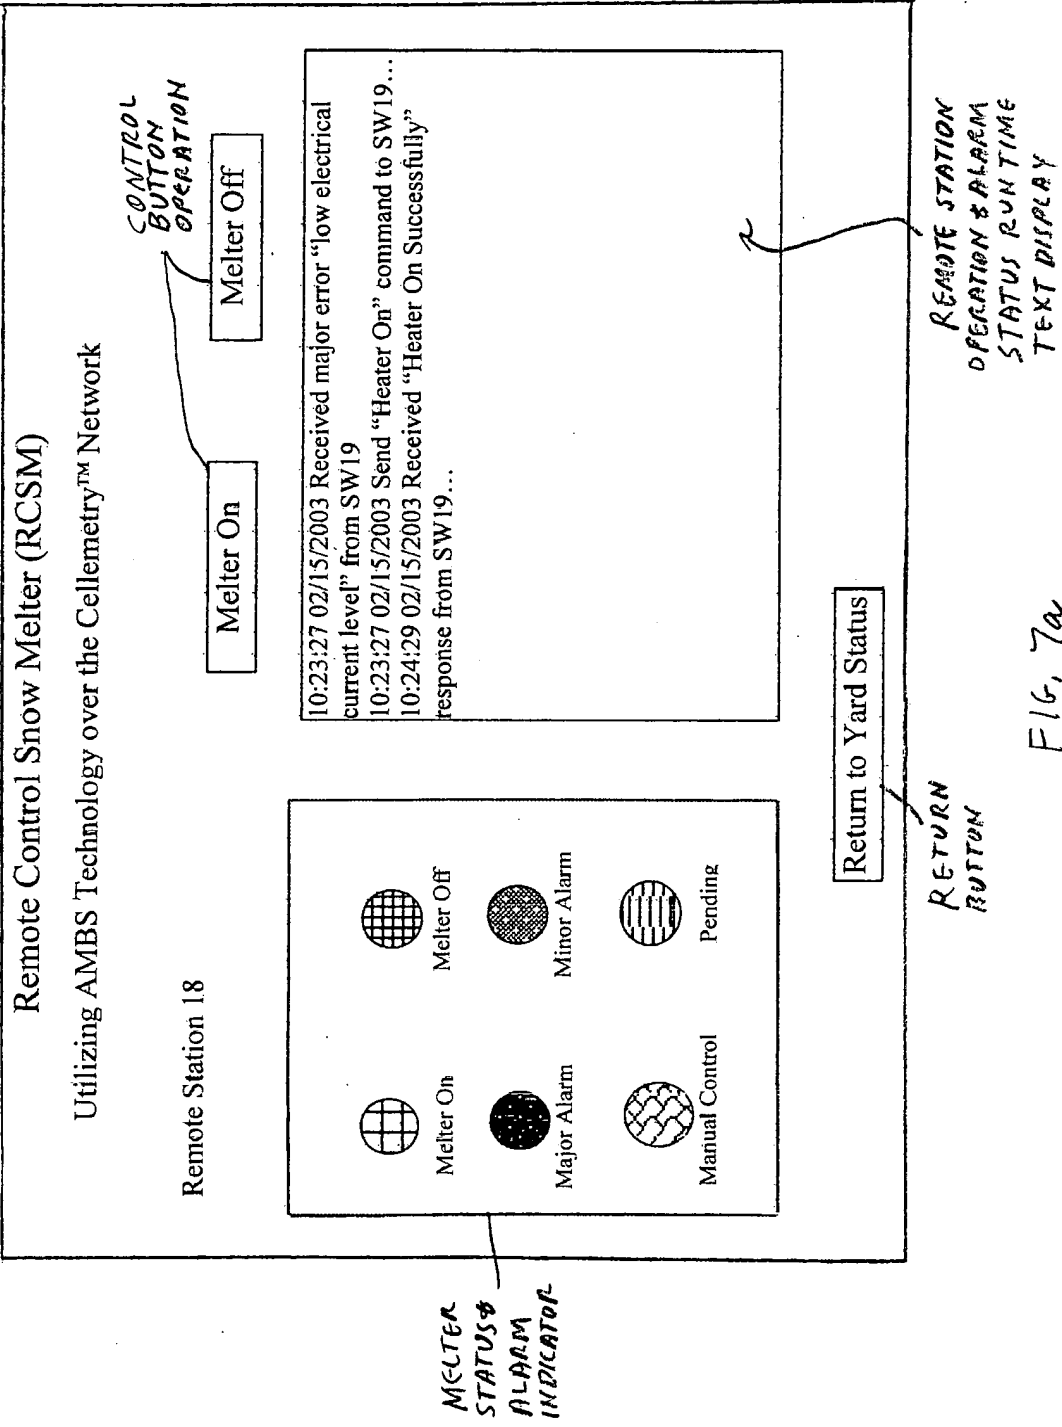 Remote Control Snow Melter (RCSM)
Utilizing AMBS Technology over the Cellemetry™ Network
CONTROL
BUTTON
OPERATION
Remote Station 18
Melter On
Melter Off
Melter On
Melter Off
Major Alarm
Minor Alarm
Manual Control
Pending
10:23:27 02/15/2003 Received major error “low electrical
current level” from SW19
10:23:27 02/15/2003 Send “Heater On” command to SW19…
10:24:29 02/15/2003 Received “Heater On Successfully”
response from SW19…
Return to Yard Status
MELTER
STATUS &
ALARM
INDICATOR
RETURN
BUTTON
REMOTE STATION
OPERATION & ALARM
STATUS RUN TIME
TEXT DISPLAY
FIG. 7a